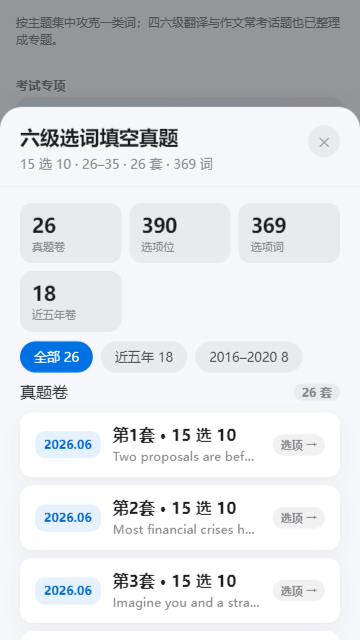 按主题集中攻克一类词；四六级翻译与作文常考话题也已整理
成专题。
考试专项
六级选词填空真题
15 选 10 · 26–35 · 26 套 · 369 词
26
真题卷
390
选项位
369
选项词
18
近五年卷
全部 26
近五年 18
2016–2020 8
真题卷
26 套
2026.06
第1套 • 15 选 10
Two proposals are bef...
选项 →
2026.06
第2套 • 15 选 10
Most financial crises h...
选项 →
2026.06
第3套 • 15 选 10
Imagine you and a stra...
选项 →